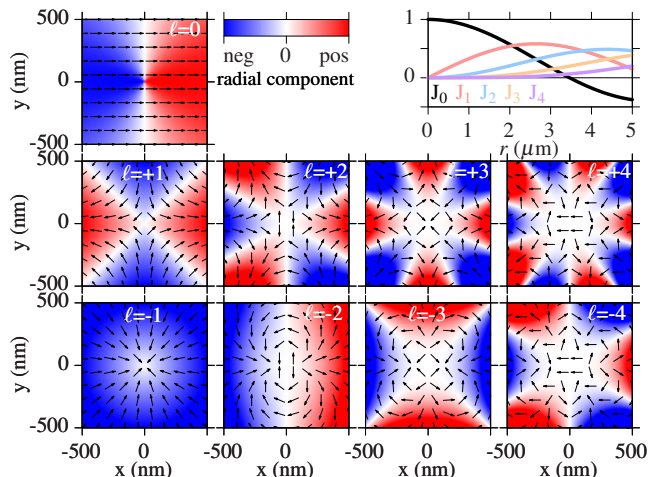 500
ℓ=0
y (nm)
0
-500
neg 0 pos
radial component
1
0
J0 J1 J2 J3 J4
0 1 2 3 4 5
r (μm)
500
ℓ=+1
ℓ=+2
ℓ=+3
ℓ=+4
y (nm)
0
-500
500
ℓ=-1
ℓ=-2
ℓ=-3
ℓ=-4
y (nm)
0
-500
-500 0 500
-500 0 500
-500 0 500
-500 0 500
x (nm) x (nm) x (nm) x (nm)